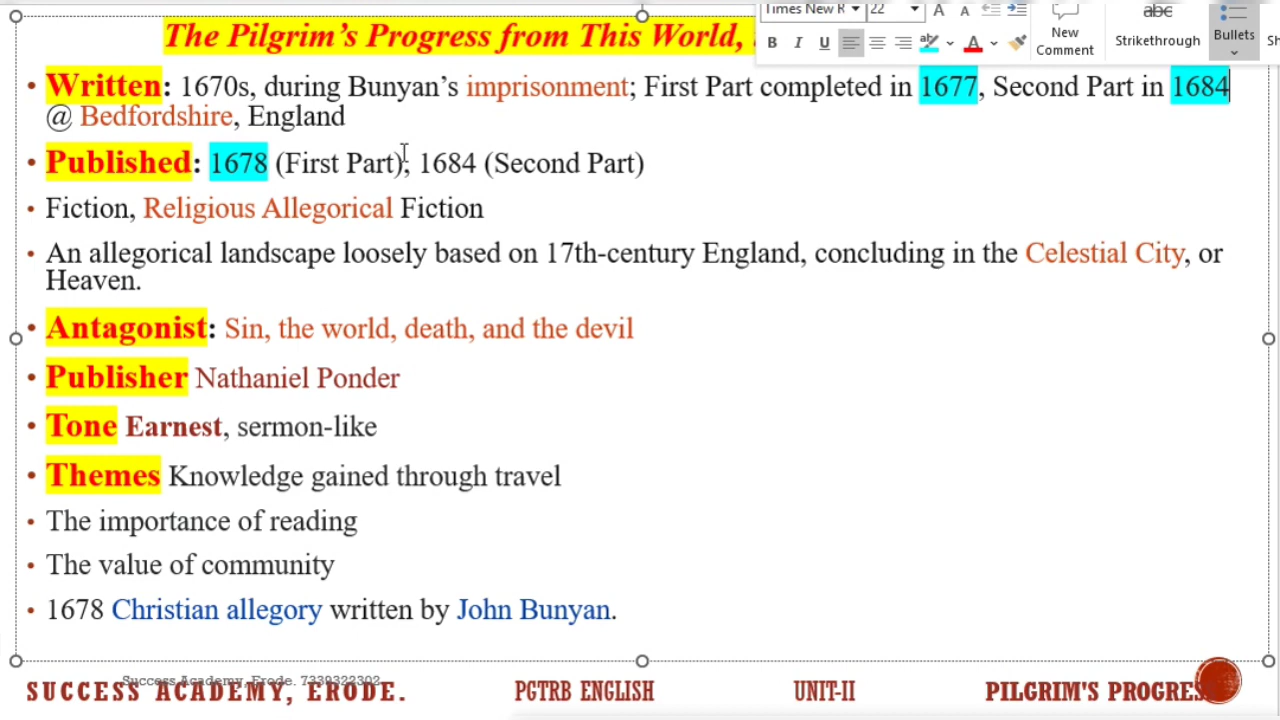 Times New R 22 A A abc
The Pilgrim's Progress from This World,
B I U A New Comment Strikethrough Bullets Sh
• Written: 1670s, during Bunyan's imprisonment; First Part completed in 1677, Second Part in 1684
@ Bedfordshire, England
• Published: 1678 (First Part), 1684 (Second Part)
• Fiction, Religious Allegorical Fiction
• An allegorical landscape loosely based on 17th-century England, concluding in the Celestial City, or
Heaven.
• Antagonist: Sin, the world, death, and the devil
• Publisher Nathaniel Ponder
• Tone Earnest, sermon-like
• Themes Knowledge gained through travel
• The importance of reading
• The value of community
• 1678 Christian allegory written by John Bunyan.
Success Academy, Erode. 7339322302
SUCCESS ACADEMY, ERODE. PGTRB ENGLISH UNIT-II PILGRIM'S PROGRES